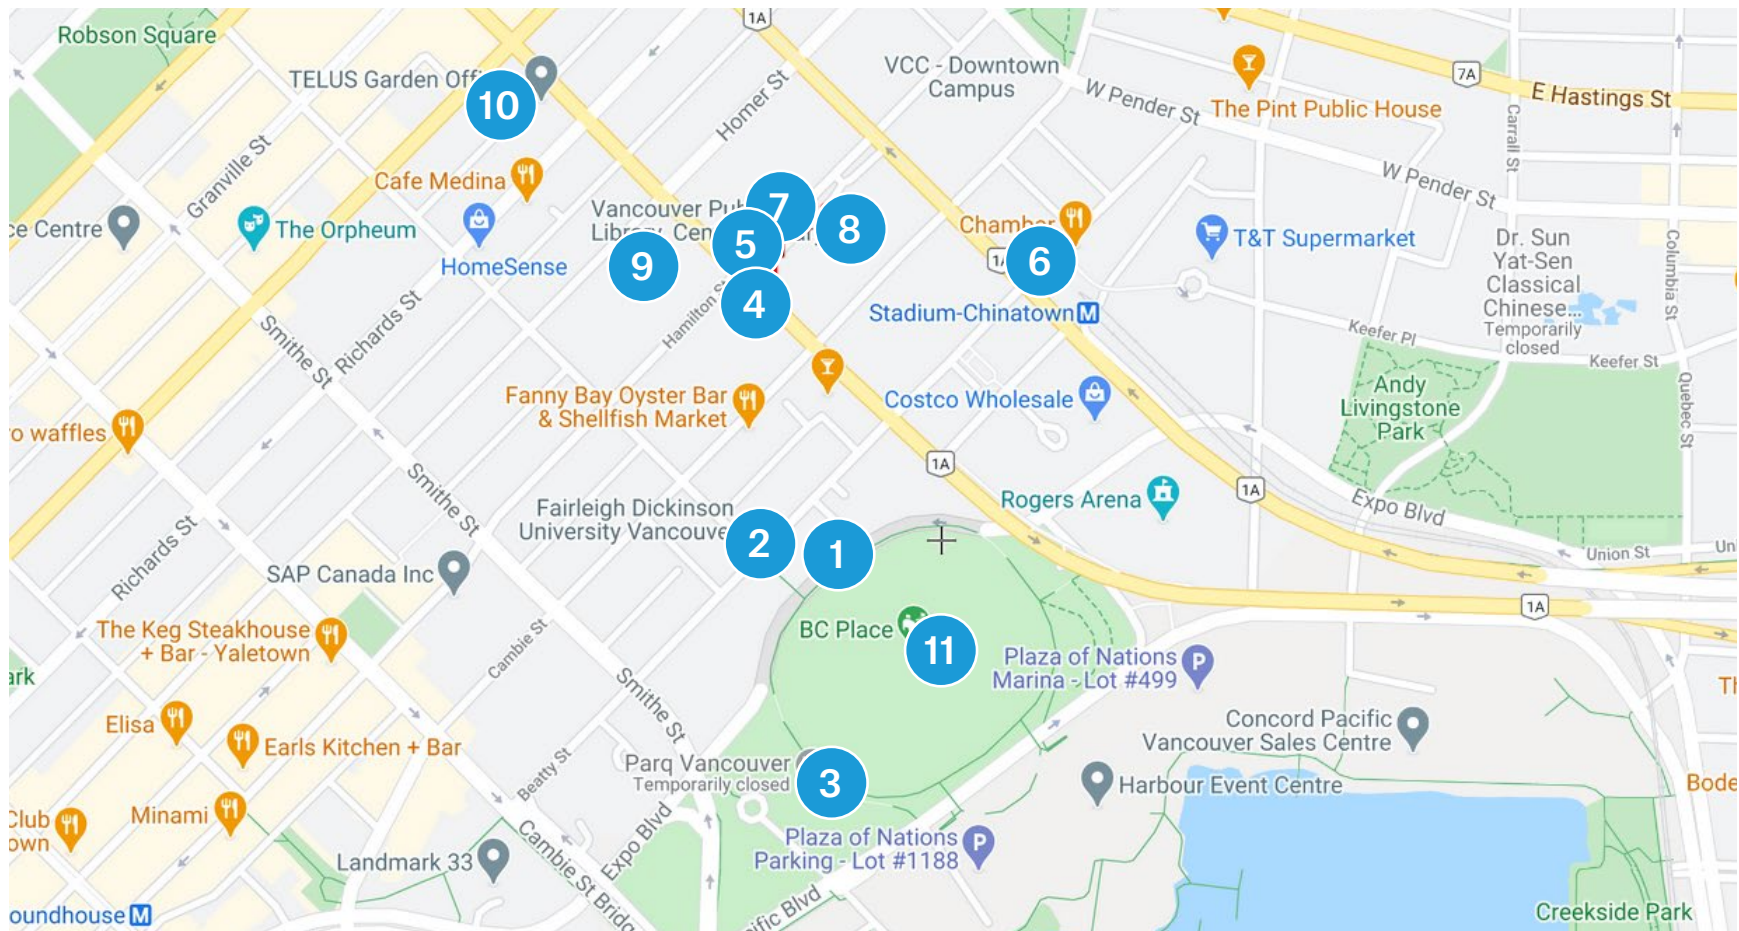 Robson Square
1A
TELUS Garden Offi
10
Homer St
VCC - Downtown
Campus
W Pender St
The Pint Public House
7A
E Hastings St
Carrall St
Granville St
Cafe Medina
Vancouver Pub
Library, Cen
7
5
8
9
4
Chamber
1A
6
W Pender St
ce Centre
The Orpheum
HomeSense
T&T Supermarket
Dr. Sun
Yat-Sen
Classical
Chinese...
Temporarily
closed
Columbia St
Smithe St
Richards St
Hamilton St
Stadium-Chinatown
M
Keefer Pl
Keefer St
Fanny Bay Oyster Bar
& Shellfish Market
Costco Wholesale
Andy
Livingstone
Park
Quebec St
ro waffles
1A
1A
Smithe St
Fairleigh Dickinson
University Vancouve
2
1
Rogers Arena
Expo Blvd
Union St
Un
Richards St
SAP Canada Inc
1A
The Keg Steakhouse
+ Bar - Yaletown
Cambie St
BC Place
11
Plaza of Nations
Marina - Lot #499
P
ark
Smithe St
Elisa
Earls Kitchen + Bar
Concord Pacific
Vancouver Sales Centre
Th
Beatty St
Parq Vancouver
Temporarily closed
3
Harbour Event Centre
Bode
Club
own
Minami
Landmark 33
Expo Blvd
Cambie St Bridg
Plaza of Nations
Parking - Lot #1188
P
oundhouse
M
cific Blvd
Creekside Park